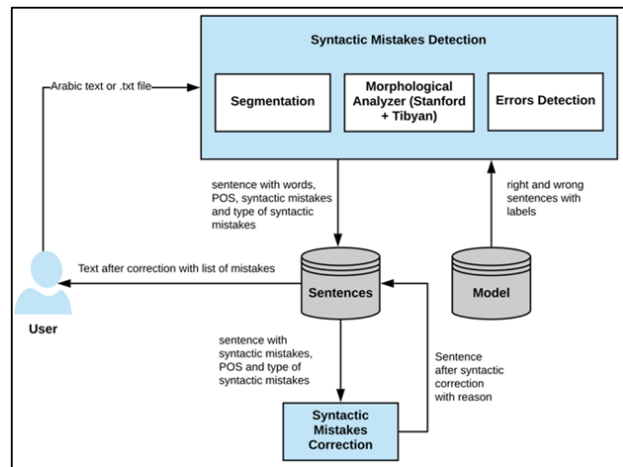 Syntactic Mistakes Detection
Arabic text or .txt file
Segmentation
Morphological
Analyzer (Stanford
+ Tibyan)
Errors Detection
sentence with words,
POS, syntactic mistakes
and type of syntactic
mistakes
right and wrong
sentences with
labels
Text after correction with list of mistakes
Sentences
Model
User
sentence with
syntactic mistakes,
POS and type of
syntactic mistakes
Sentence
after syntactic
correction
with reason
Syntactic
Mistakes
Correction